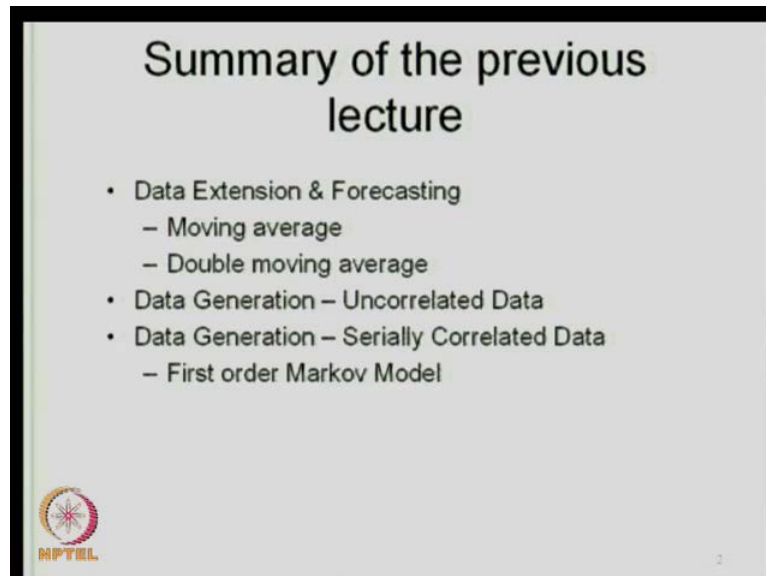 Summary of the previous
lecture
• Data Extension & Forecasting
– Moving average
– Double moving average
• Data Generation – Uncorrelated Data
• Data Generation – Serially Correlated Data
– First order Markov Model
NPTEL
2